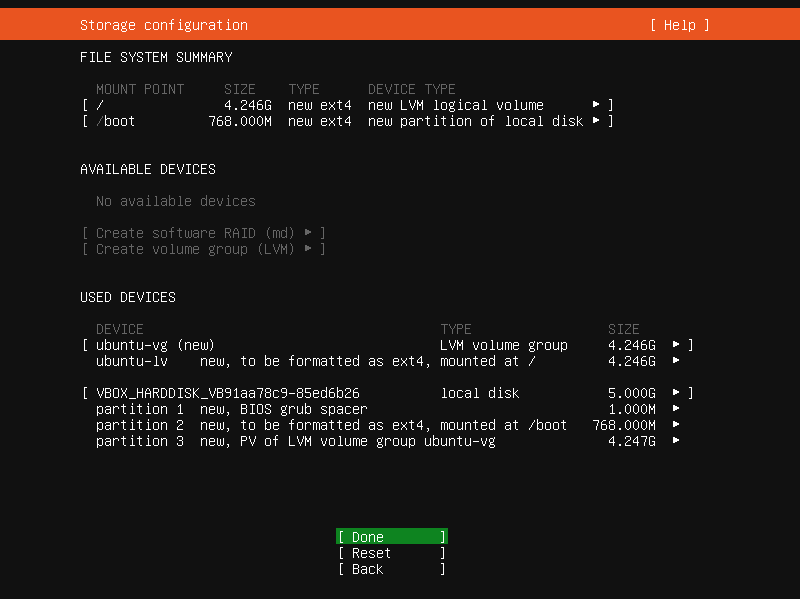 Storage configuration [ Help ]
FILE SYSTEM SUMMARY
MOUNT POINT SIZE TYPE DEVICE TYPE
[ / 4.246G new ext4 new LVM logical volume ▸ ]
[ /boot 768.000M new ext4 new partition of local disk ▸ ]
AVAILABLE DEVICES
No available devices
[ Create software RAID (md) ▸ ]
[ Create volume group (LVM) ▸ ]
USED DEVICES
DEVICE TYPE SIZE
[ ubuntu-vg (new) LVM volume group 4.246G ▸ ]
ubuntu-lv new, to be formatted as ext4, mounted at / 4.246G ▸
[ VBOX_HARDDISK_VB91aa78c9-85ed6b26 local disk 5.000G ▸ ]
partition 1 new, BIOS grub spacer 1.000M ▸
partition 2 new, to be formatted as ext4, mounted at /boot 768.000M ▸
partition 3 new, PV of LVM volume group ubuntu-vg 4.247G ▸
[ Done ]
[ Reset ]
[ Back ]